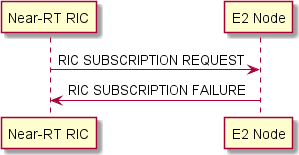 Near-RT RIC
E2 Node
RIC SUBSCRIPTION REQUEST
RIC SUBSCRIPTION FAILURE
Near-RT RIC
E2 Node